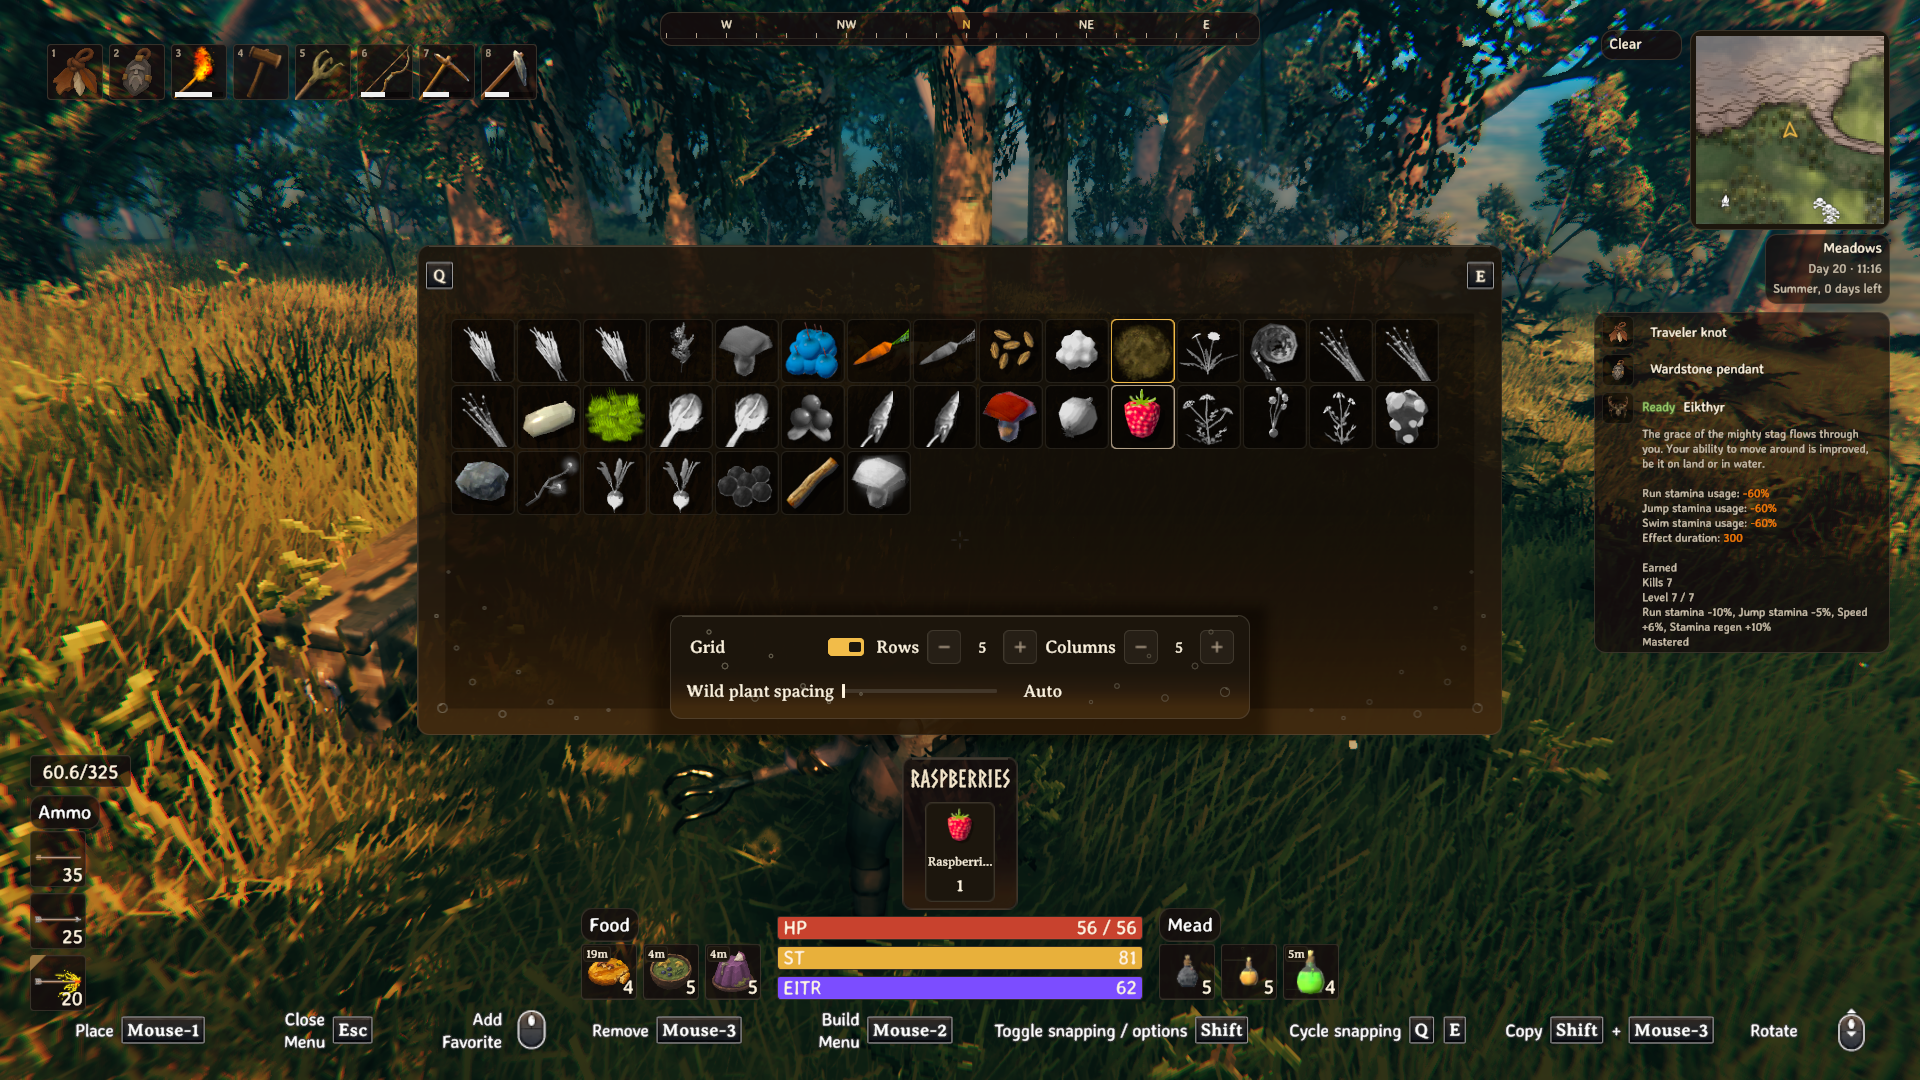 W NW N NE E
1 2 3 4 5 6 7 8
Clear
Q
E
Meadows
Day 20 · 11:16
Summer, 0 days left
Traveler knot
Wardstone pendant
Ready Eikthyr
The grace of the mighty stag flows through
you. Your ability to move around is improved,
be it on land or in water.
Run stamina usage: -60%
Jump stamina usage: -60%
Swim stamina usage: -60%
Effect duration: 300
Earned
Kills 7
Level 7 / 7
Run stamina -10%, Jump stamina -5%, Speed
+6%, Stamina regen +10%
Mastered
Grid Rows − 5 + Columns − 5 +
Wild plant spacing Auto
60.6/325
Ammo
35
25
20
RASPBERRIES
Raspberri...
1
Food
19m 4
4m 5
4m 5
HP 56 / 56
ST 81
EITR 62
Mead
5
5
5m 4
Place Mouse-1
Close Menu Esc
Add Favorite
Remove Mouse-3
Build Menu Mouse-2
Toggle snapping / options Shift
Cycle snapping Q E
Copy Shift + Mouse-3
Rotate